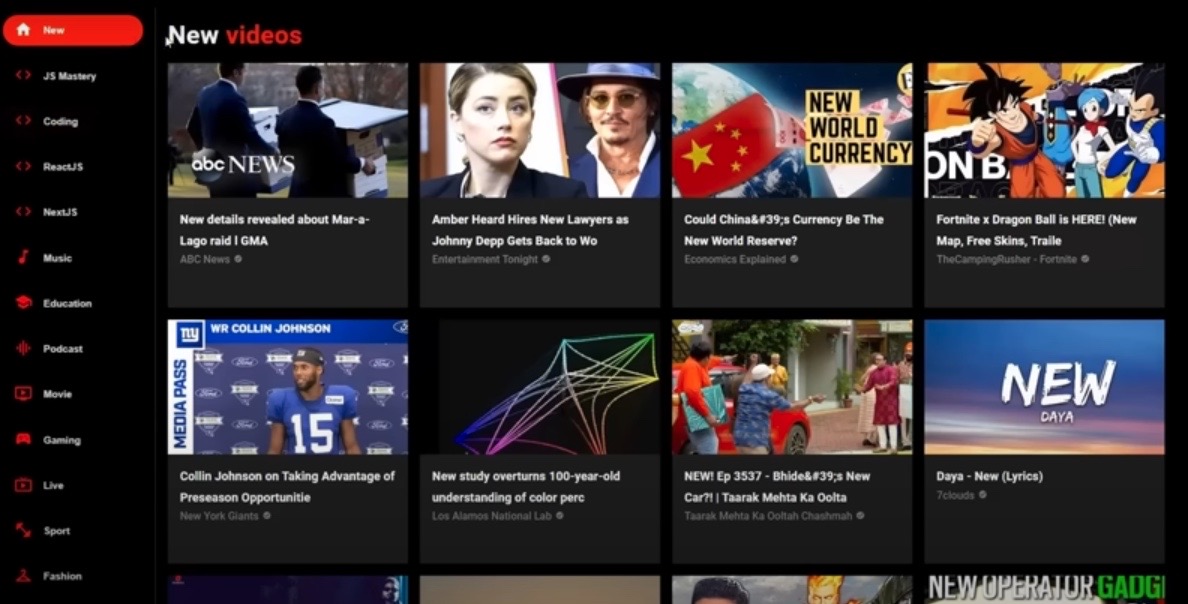 New
JS Mastery
Coding
ReactJS
NextJS
Music
Education
Podcast
Movie
Gaming
Live
Sport
Fashion
New videos
abc NEWS
New details revealed about Mar-a-
Lago raid l GMA
ABC News
Amber Heard Hires New Lawyers as
Johnny Depp Gets Back to Wo
Entertainment Tonight
NEW
WORLD
CURRENCY
Could China&#39;s Currency Be The
New World Reserve?
Economics Explained
ON B
Fortnite x Dragon Ball is HERE! (New
Map, Free Skins, Traile
TheCampingRusher - Fortnite
ny
WR COLLIN JOHNSON
MEDIA PASS
Ford
15
Collin Johnson on Taking Advantage of
Preseason Opportunitie
New York Giants
New study overturns 100-year-old
understanding of color perc
Los Alamos National Lab
NEW! Ep 3537 - Bhide&#39;s New
Car?! | Taarak Mehta Ka Oolta
Taarak Mehta Ka Ooltah Chashmah
NEW
DAYA
Daya - New (Lyrics)
7clouds
NEW OPERATOR GADG